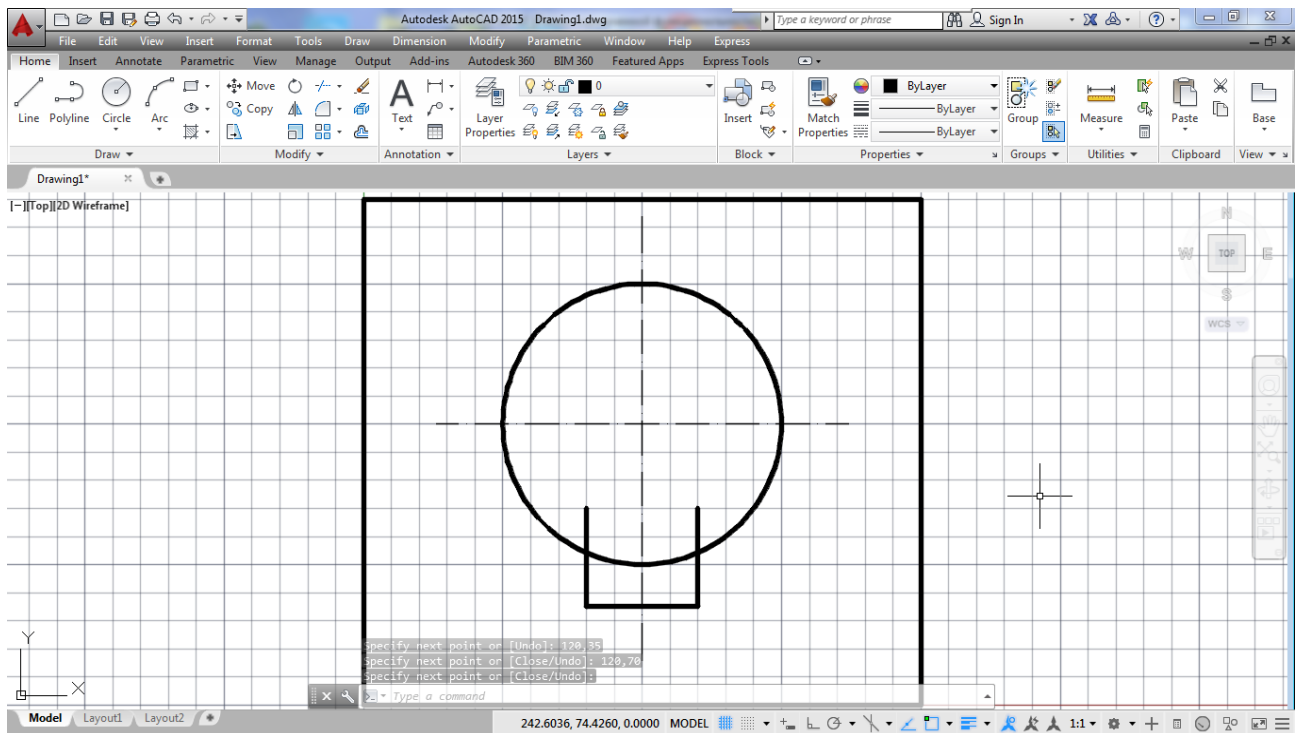 Autodesk AutoCAD 2015 Drawing1.dwg Type a keyword or phrase Sign In
File Edit View Insert Format Tools Draw Dimension Modify Parametric Window Help Express
Home Insert Annotate Parametric View Manage Output Add-ins Autodesk 360 BIM 360 Featured Apps Express Tools
Line Polyline Circle Arc
Move
Copy
Text
Layer Properties
0
Insert
Match Properties
ByLayer
ByLayer
ByLayer
Group
Measure
Paste
Base
Draw Modify Annotation Layers Block Properties Groups Utilities Clipboard View
Drawing1*
[−][Top][2D Wireframe]
N
W TOP E
S
WCS
Specify next point or [Undo]: 120,35
Specify next point or [Close/Undo]: 120,70
Specify next point or [Close/Undo]:
Y
X
Type a command
Model Layout1 Layout2 242.6036, 74.4260, 0.0000 MODEL 1:1